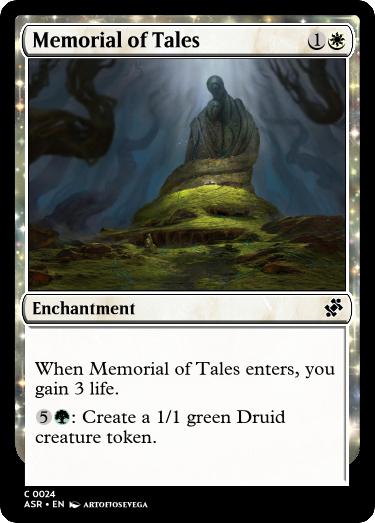 Memorial of Tales 1
Enchantment
When Memorial of Tales enters, you
gain 3 life.
5 : Create a 1/1 green Druid
creature token.
C 0024
ASR • EN ARTOFJOSEVEGA